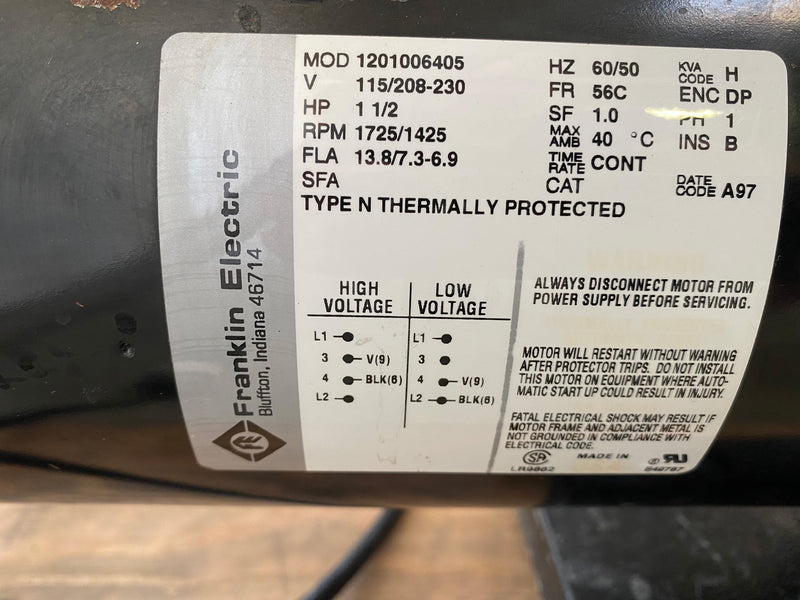 Franklin Electric
Bluffton, Indiana 46714
MOD 1201006405
V 115/208-230
HP 1 1/2
RPM 1725/1425
FLA 13.8/7.3-6.9
SFA
HZ 60/50
FR 56C
SF 1.0
MAX AMB 40 °C
TIME RATE CONT
CAT
KVA CODE H
ENC DP
PH 1
INS B
DATE CODE A97
TYPE N THERMALLY PROTECTED
HIGH VOLTAGE
L1
3 V(9)
4 BLK(6)
L2
LOW VOLTAGE
L1
3
4 V(9)
L2 BLK(6)
ALWAYS DISCONNECT MOTOR FROM
POWER SUPPLY BEFORE SERVICING.
MOTOR WILL RESTART WITHOUT WARNING
AFTER PROTECTOR TRIPS. DO NOT INSTALL
THIS MOTOR ON EQUIPMENT WHERE AUTO-
MATIC START UP COULD RESULT IN INJURY.
FATAL ELECTRICAL SHOCK MAY RESULT IF
MOTOR FRAME AND ADJACENT METAL IS
NOT GROUNDED IN COMPLIANCE WITH
ELECTRICAL CODE.
MADE IN